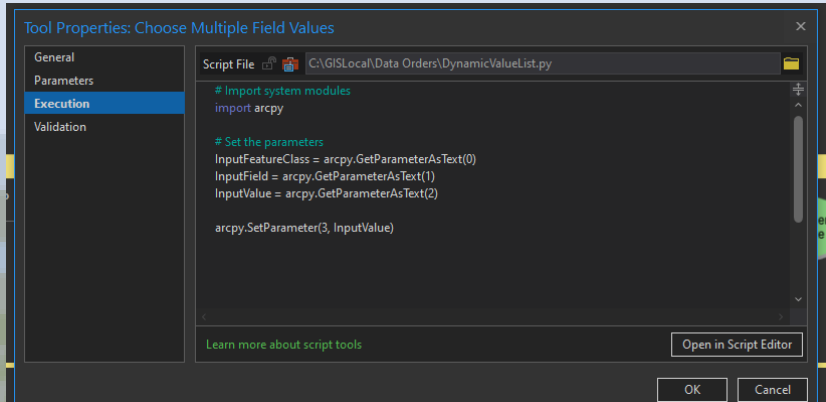 Tool Properties: Choose Multiple Field Values
General
Parameters
Execution
Validation
Script File C:\GISLocal\Data Orders\DynamicValueList.py
# Import system modules
import arcpy
# Set the parameters
InputFeatureClass = arcpy.GetParameterAsText(0)
InputField = arcpy.GetParameterAsText(1)
InputValue = arcpy.GetParameterAsText(2)
arcpy.SetParameter(3, InputValue)
Learn more about script tools
Open in Script Editor
OK
Cancel